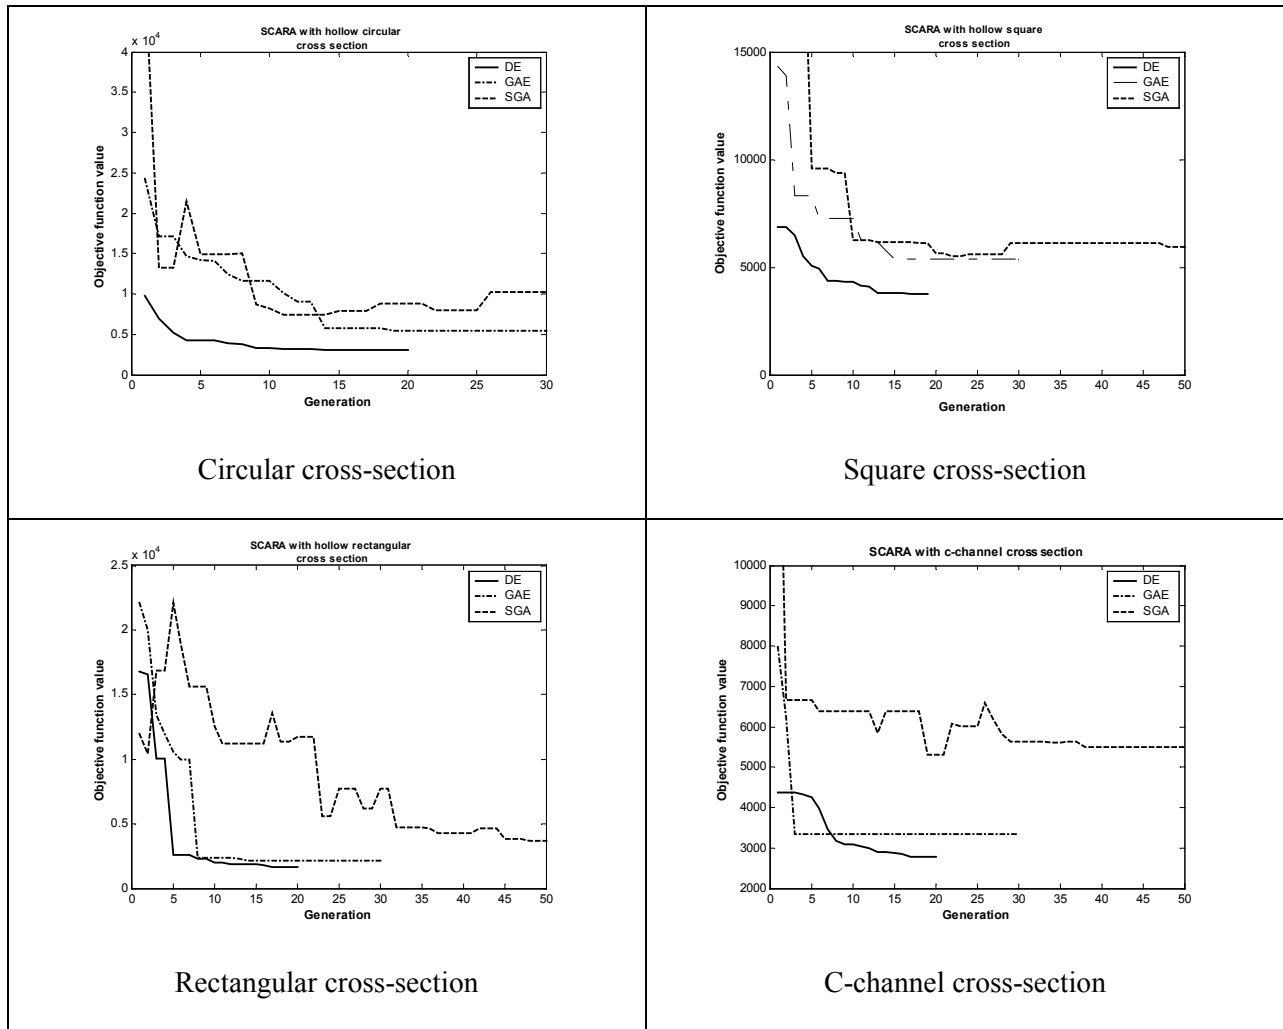 SCARA with hollow circular
cross section
x 10^4
4
3.5
3
2.5
2
1.5
1
0.5
0
Objective function value
DE
GAE
SGA
0 5 10 15 20 25 30
Generation
Circular cross-section
SCARA with hollow square
cross section
15000
10000
5000
0
Objective function value
DE
GAE
SGA
0 5 10 15 20 25 30 35 40 45 50
Generation
Square cross-section
SCARA with hollow rectangular
cross section
x 10^4
2.5
2
1.5
1
0.5
0
Objective function value
DE
GAE
SGA
0 5 10 15 20 25 30 35 40 45 50
Generation
Rectangular cross-section
SCARA with c-channel cross section
10000
9000
8000
7000
6000
5000
4000
3000
2000
Objective function value
DE
GAE
SGA
0 5 10 15 20 25 30 35 40 45 50
Generation
C-channel cross-section